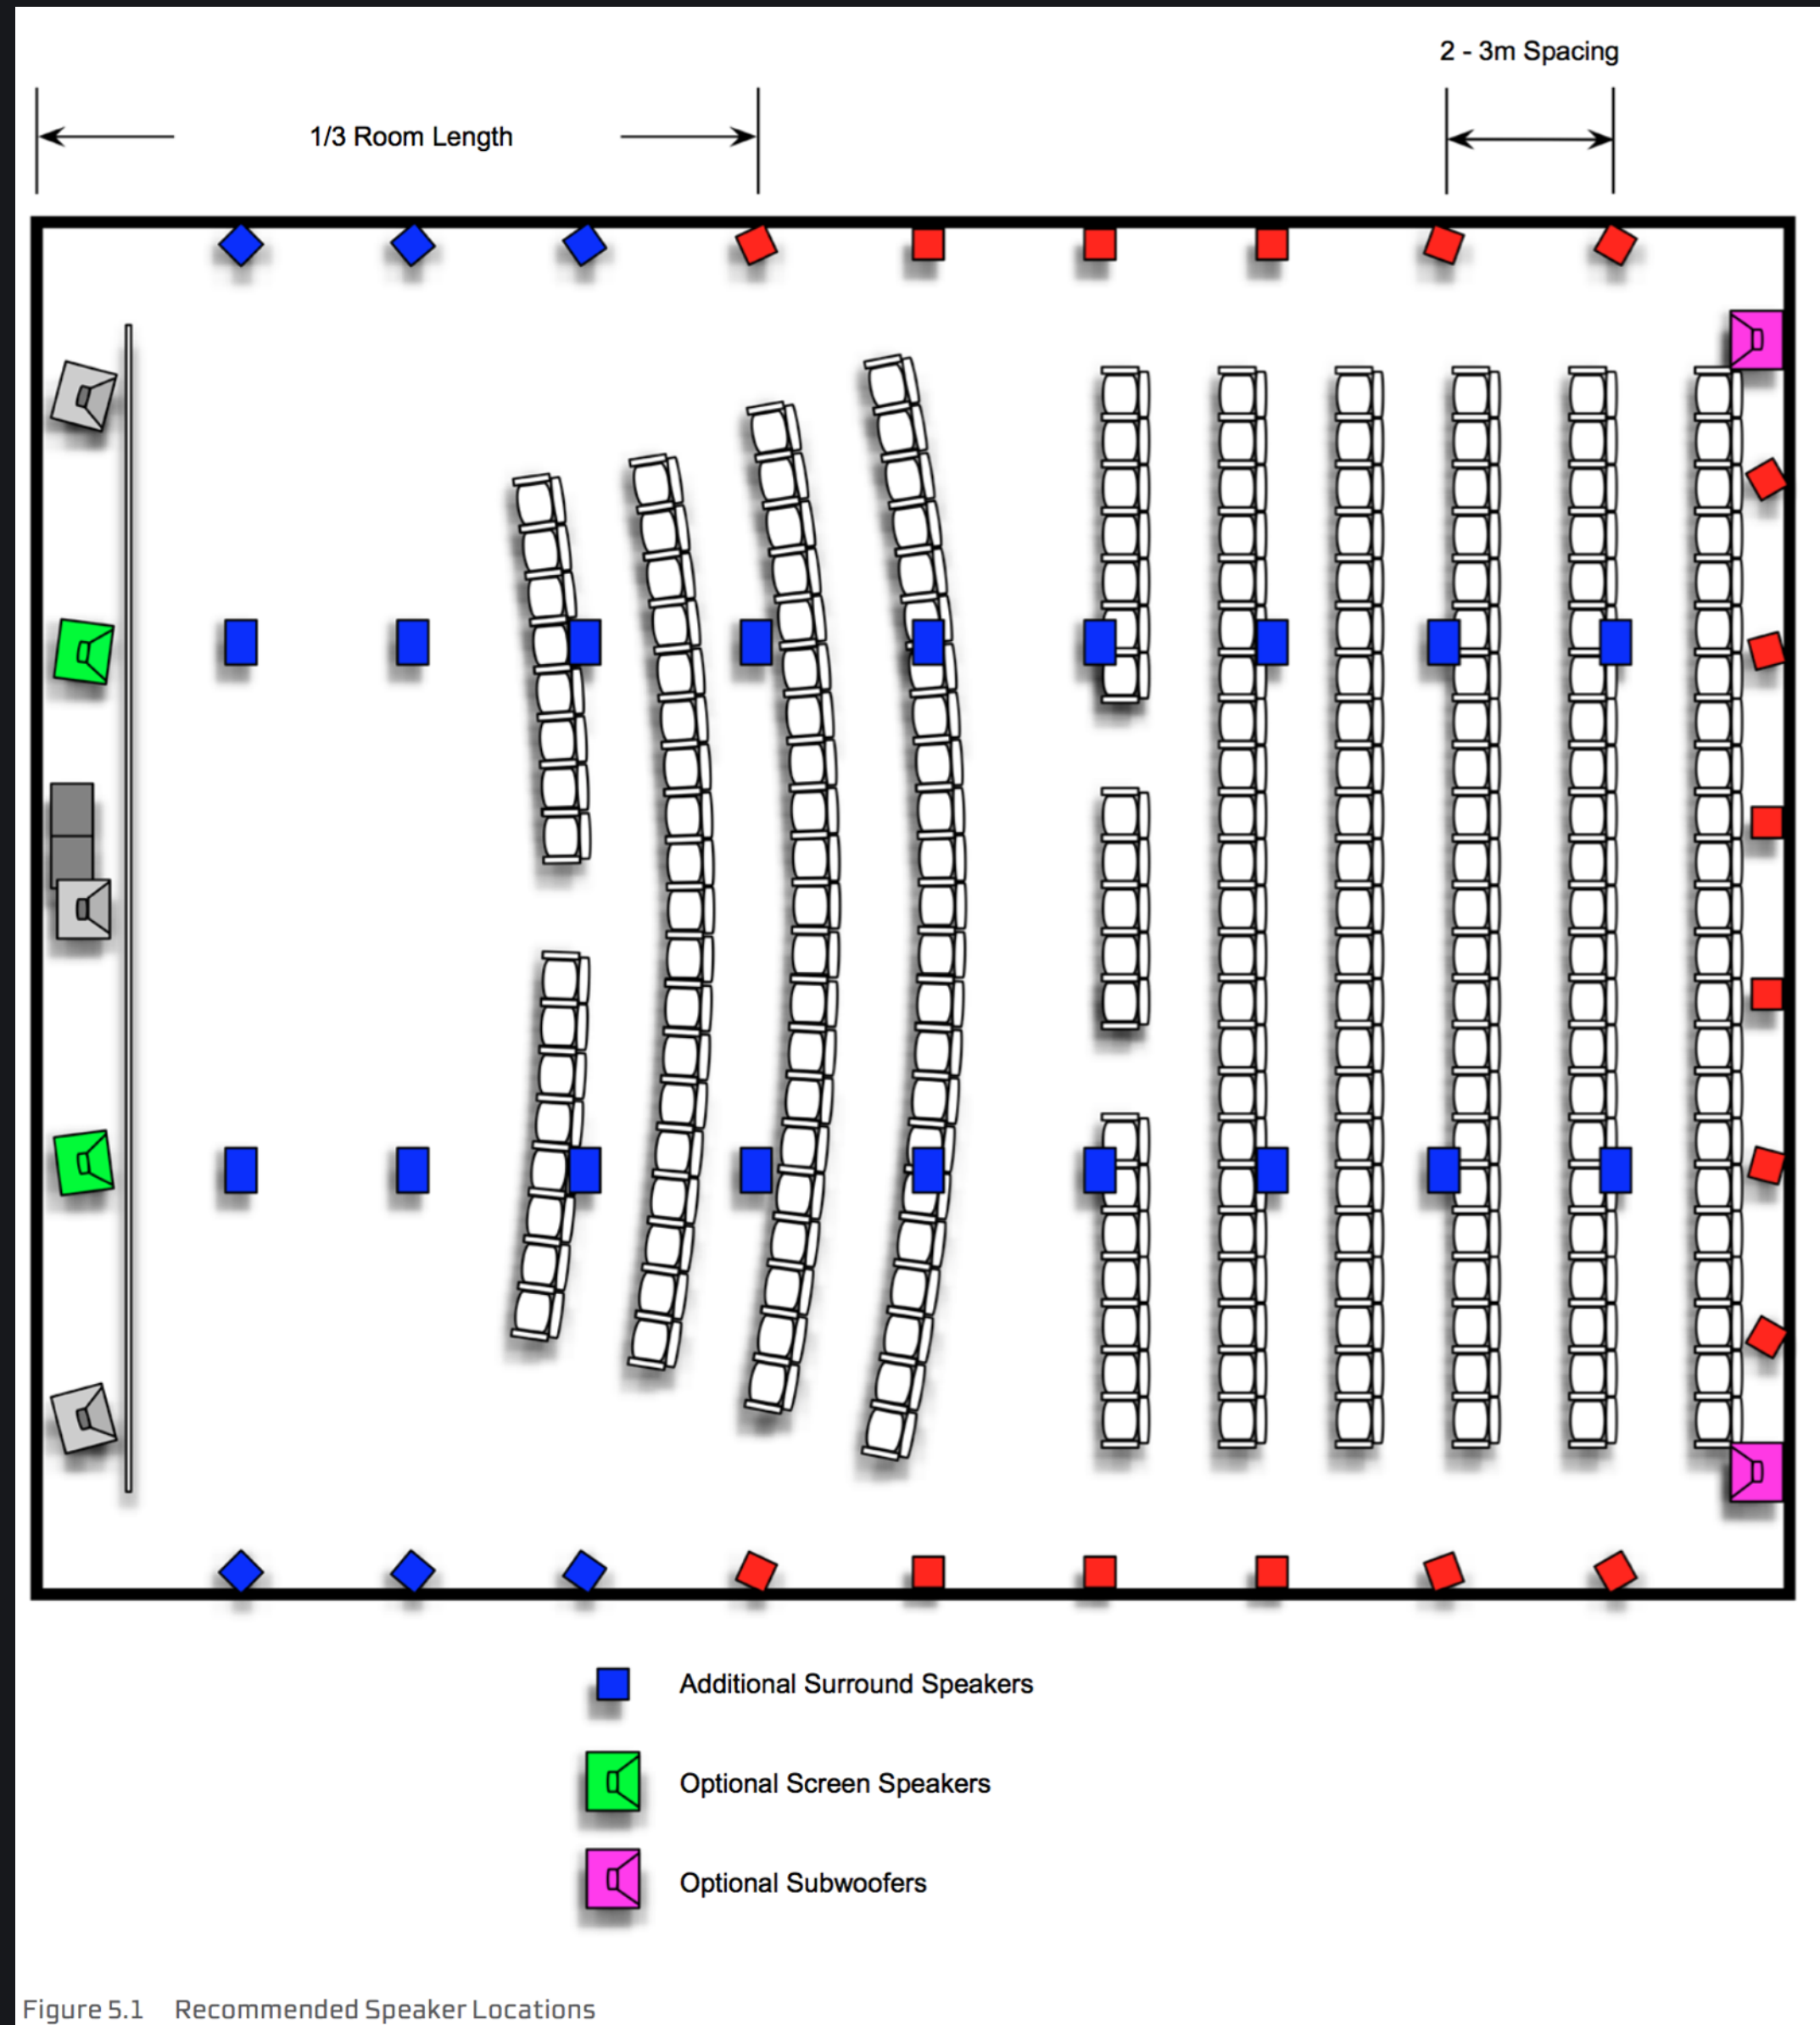 2 - 3m Spacing
1/3 Room Length
Additional Surround Speakers
Optional Screen Speakers
Optional Subwoofers
Figure 5.1 Recommended Speaker Locations